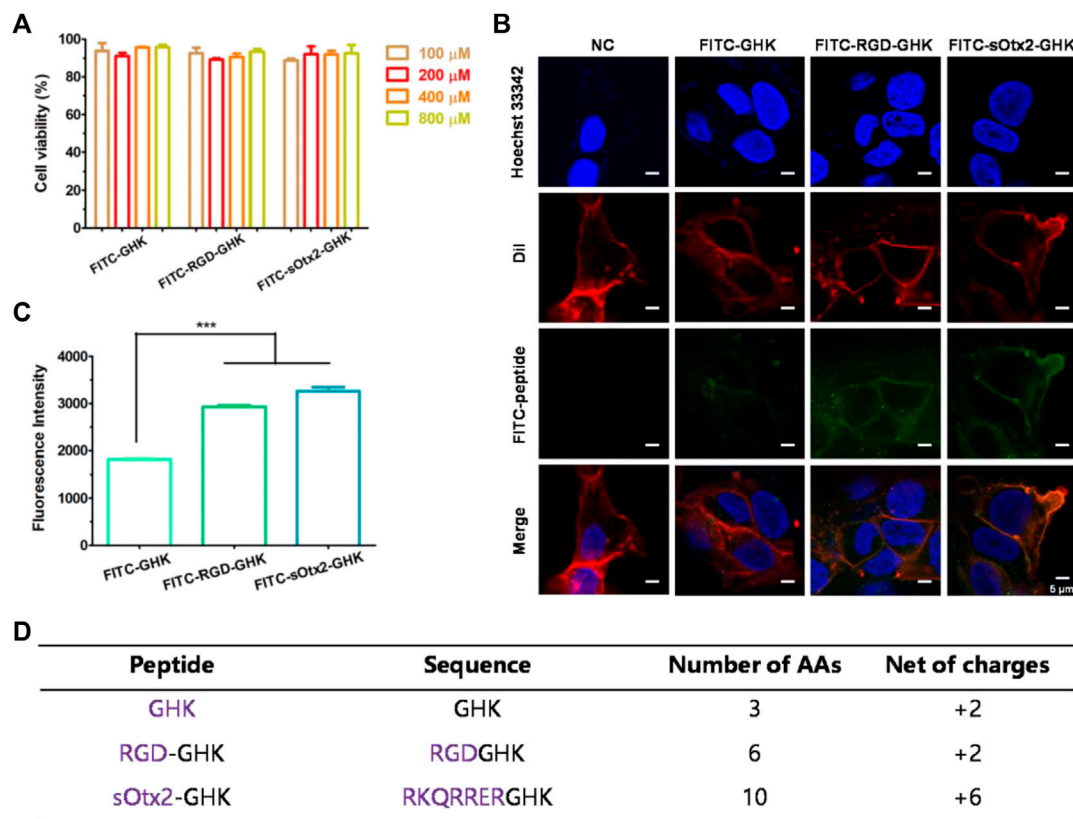 A
Cell viability (%)
100
80
60
40
20
0
100 μM
200 μM
400 μM
800 μM
FITC-GHK
FITC-RGD-GHK
FITC-sOtx2-GHK
B
NC FITC-GHK FITC-RGD-GHK FITC-sOtx2-GHK
Hoechst 33342
Dil
FITC-peptide
Merge
5 μm
C
***
Fluorescence Intensity
4000
3000
2000
1000
0
FITC-GHK
FITC-RGD-GHK
FITC-sOtx2-GHK
D
Peptide Sequence Number of AAs Net of charges
GHK GHK 3 +2
RGD-GHK RGDGHK 6 +2
sOtx2-GHK RKQRRERGHK 10 +6